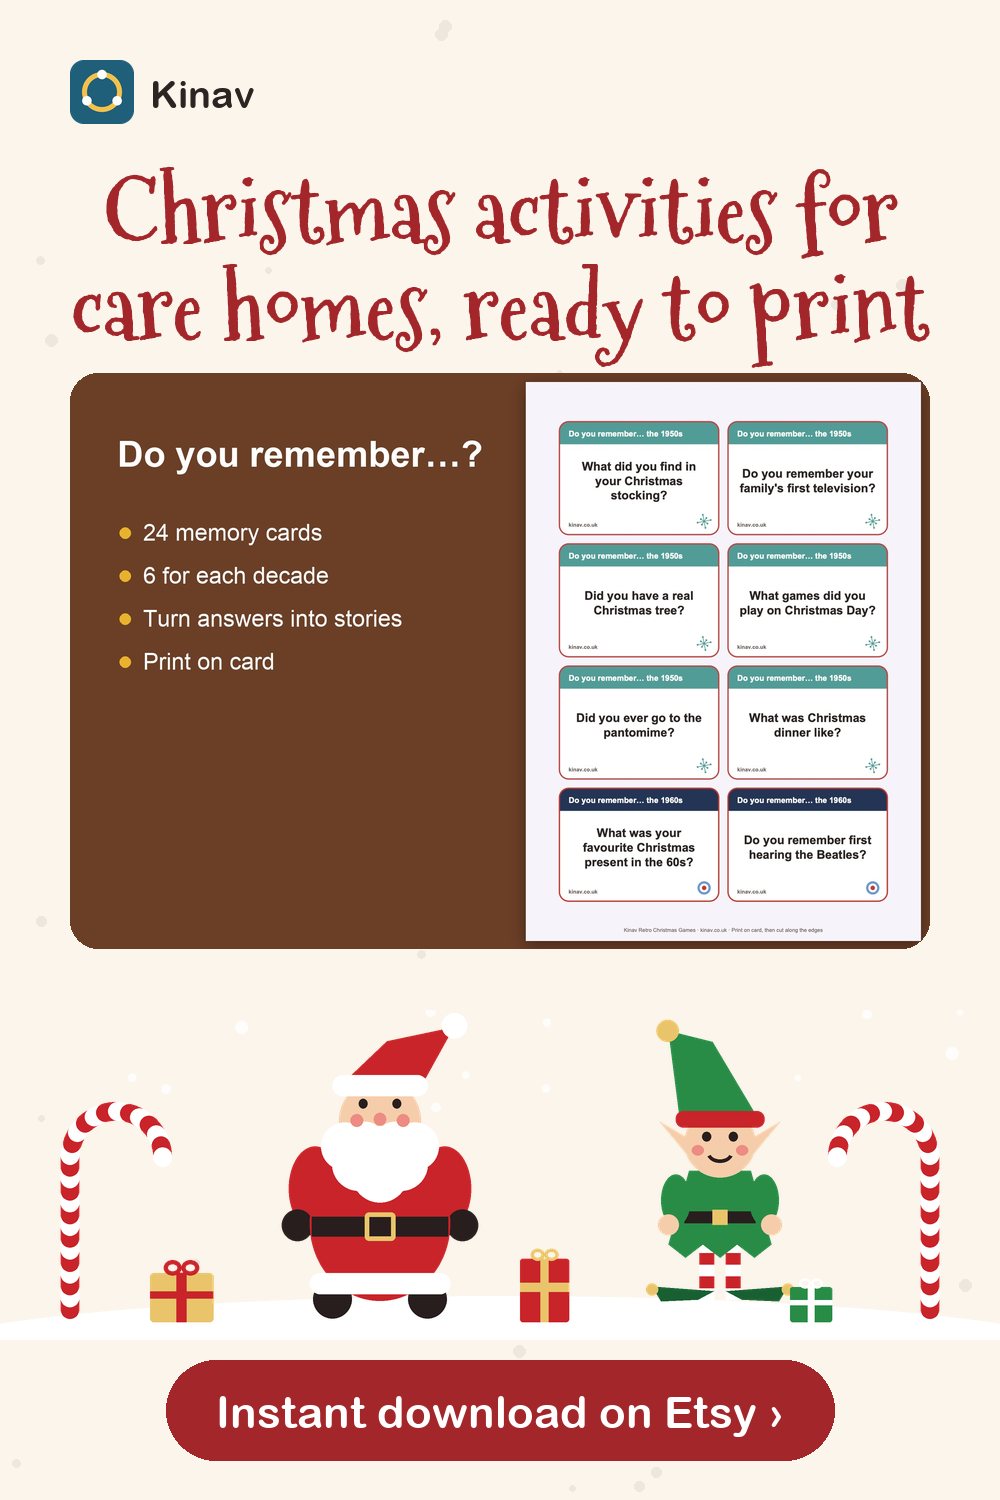 Kinav
Christmas activities for
care homes, ready to print
Do you remember...?
24 memory cards
6 for each decade
Turn answers into stories
Print on card
Do you remember... the 1950s
What did you find in
your Christmas
stocking?
kinav.co.uk
Do you remember... the 1950s
Do you remember your
family's first television?
kinav.co.uk
Do you remember... the 1950s
Did you have a real
Christmas tree?
kinav.co.uk
Do you remember... the 1950s
What games did you
play on Christmas Day?
kinav.co.uk
Do you remember... the 1950s
Did you ever go to the
pantomime?
kinav.co.uk
Do you remember... the 1950s
What was Christmas
dinner like?
kinav.co.uk
Do you remember... the 1960s
What was your
favourite Christmas
present in the 60s?
kinav.co.uk
Do you remember... the 1960s
Do you remember first
hearing the Beatles?
kinav.co.uk
Kinav Retro Christmas Games · kinav.co.uk · Print on card, then cut along the edges
Instant download on Etsy ›